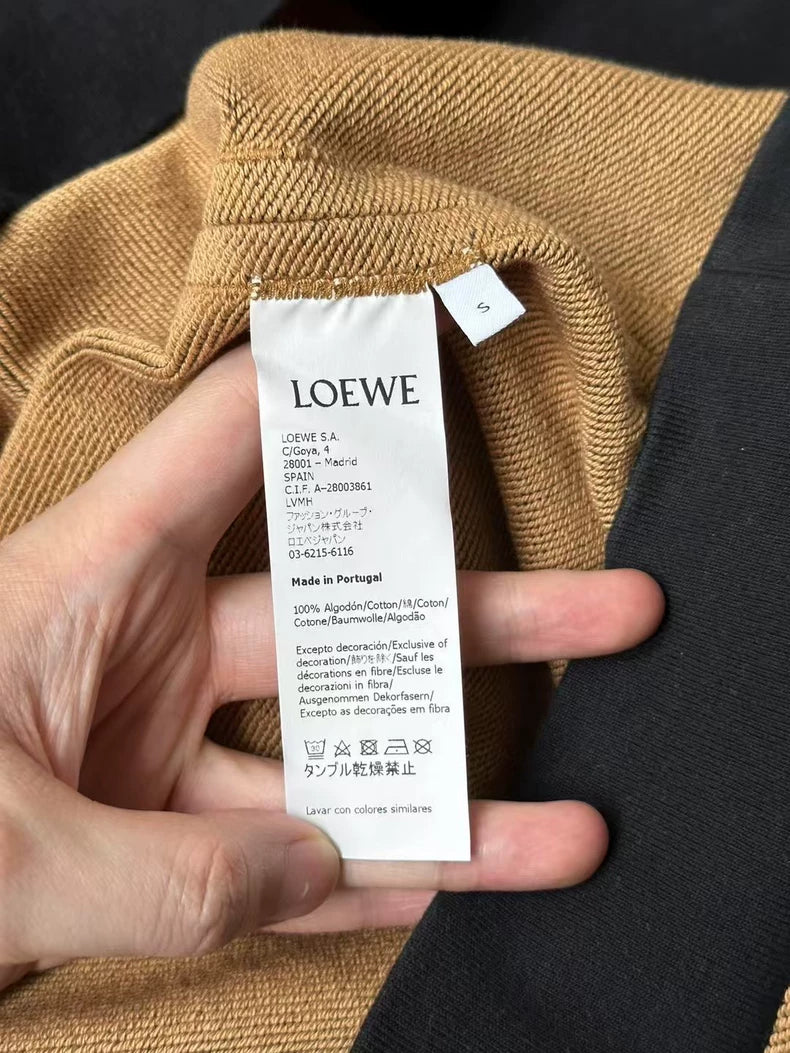 S
LOEWE
LOEWE S.A.
C/Goya, 4
28001 – Madrid
SPAIN
C.I.F. A-28003861
LVMH
ファッション・グループ・
ジャパン株式会社
ロエベジャパン
03-6215-6116
Made in Portugal
100% Algodón/Cotton/綿/Coton/
Cotone/Baumwolle/Algodão
Excepto decoración/Exclusive of
decoration/飾りを除く/Sauf les
décorations en fibre/Escluse le
decorazioni in fibra/
Ausgenommen Dekorfasern/
Excepto as decorações em fibra
30
タンブル乾燥禁止
Lavar con colores similares